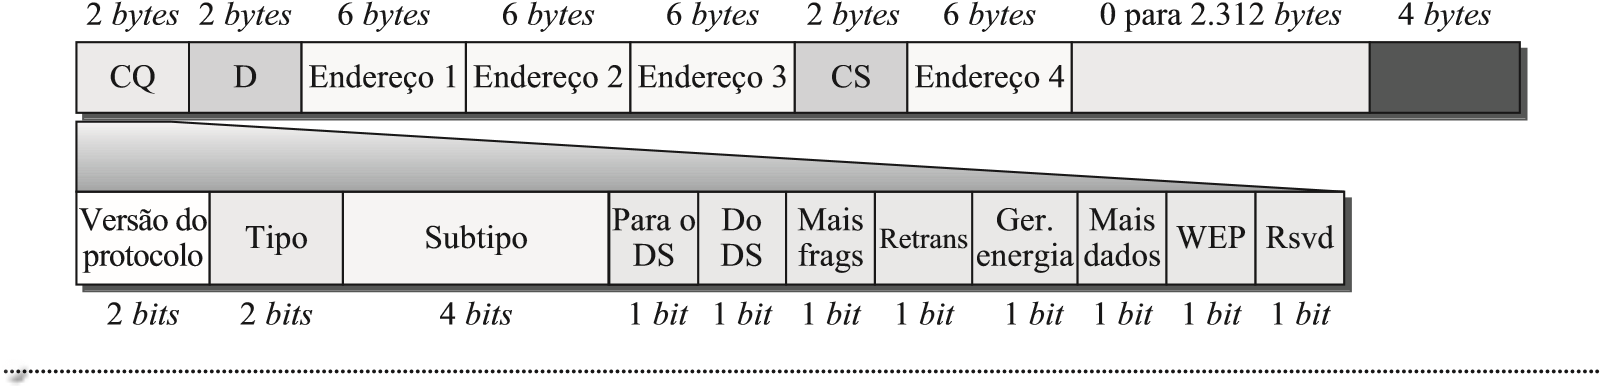 2 bytes 2 bytes 6 bytes 6 bytes 6 bytes 2 bytes 6 bytes 0 para 2.312 bytes 4 bytes
CQ D Endereço 1 Endereço 2 Endereço 3 CS Endereço 4
Versão do
protocolo
Tipo
Subtipo
Para o
DS
Do
DS
Mais
frags
Retrans
Ger.
energia
Mais
dados
WEP
Rsvd
2 bits 2 bits 4 bits 1 bit 1 bit 1 bit 1 bit 1 bit 1 bit 1 bit 1 bit